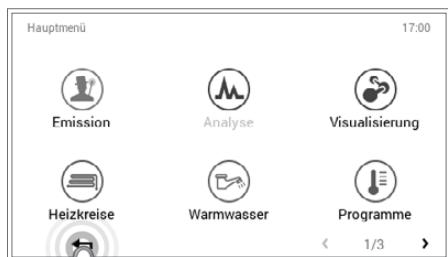 Hauptmenü 17:00
Emission Analyse Visualisierung
Heizkreise Warmwasser Programme
< 1/3 >